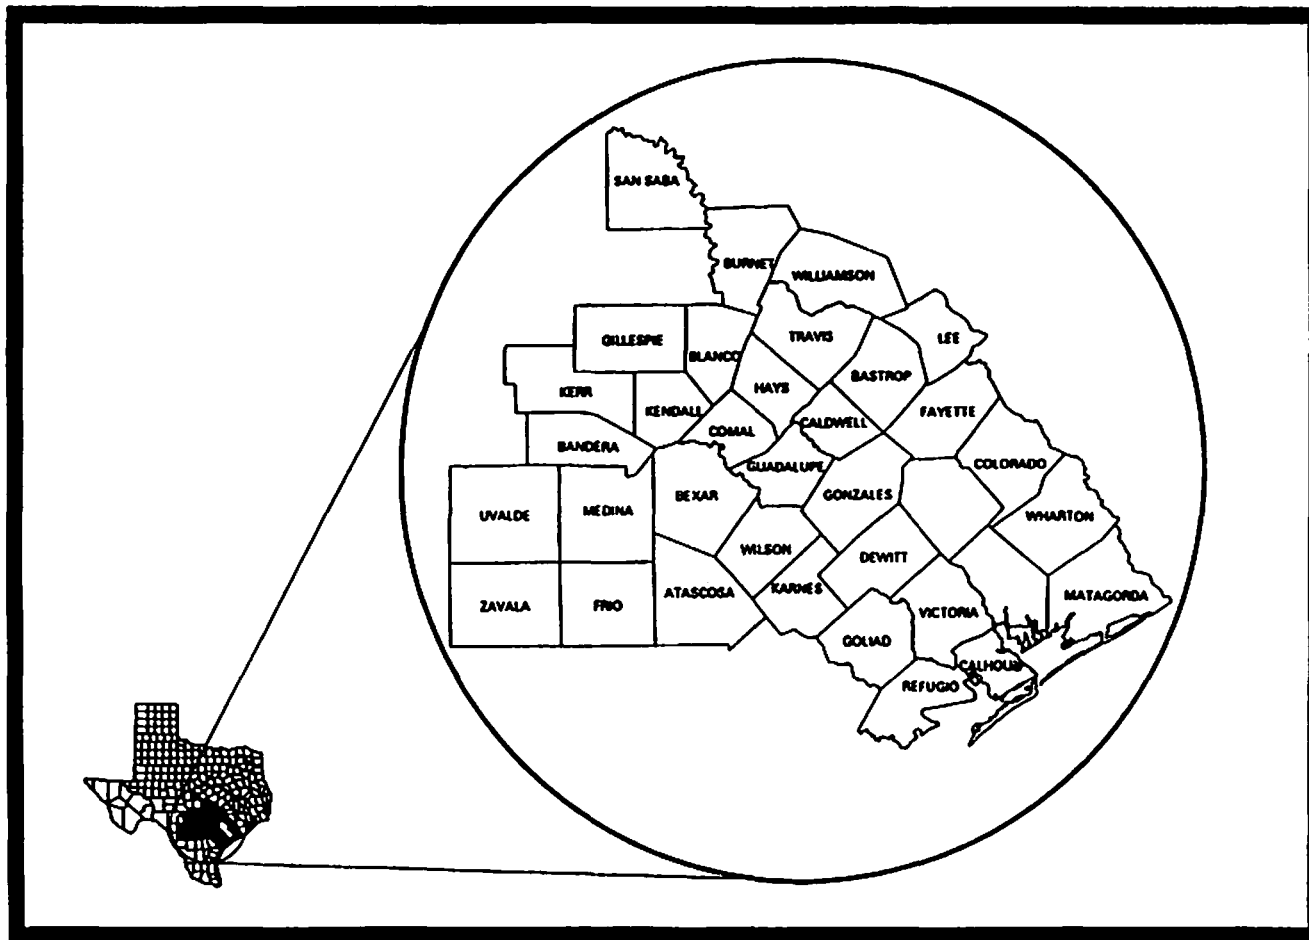 SAN SABA
BURNET
WILLIAMSON
GILLESPIE
BLANCO
TRAVIS
LEE
KERR
KENDALL
HAYS
BASTROP
BANDERA
COMAL
CALDWELL
FAYETTE
UVALDE
MEDINA
BEXAR
GUADALUPE
GONZALES
COLORADO
WILSON
DEWITT
WHARTON
ZAVALA
FRIO
ATASCOSA
KARNES
VICTORIA
MATAGORDA
GOLIAD
CALHOUN
REFUGIO